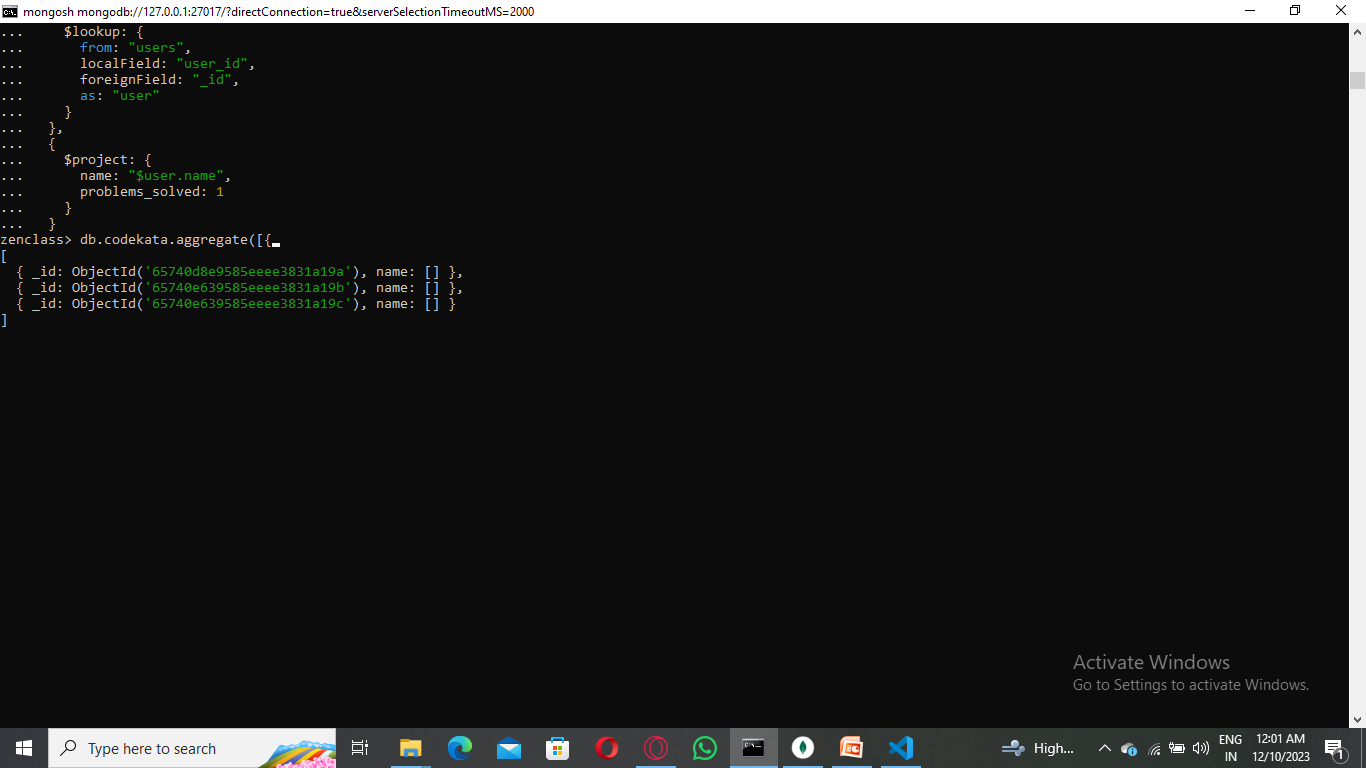 mongosh mongodb://127.0.0.1:27017/?directConnection=true&serverSelectionTimeoutMS=2000
...     $lookup: {
...       from: "users",
...       localField: "user_id",
...       foreignField: "_id",
...       as: "user"
...     }
...   },
...   {
...     $project: {
...       name: "$user.name",
...       problems_solved: 1
...     }
...   }
zenclass> db.codekata.aggregate([{
[
  { _id: ObjectId('65740d8e9585eeee3831a19a'), name: [] },
  { _id: ObjectId('65740e639585eeee3831a19b'), name: [] },
  { _id: ObjectId('65740e639585eeee3831a19c'), name: [] }
]
Activate Windows
Go to Settings to activate Windows.
Type here to search
High...
ENG
IN
12:01 AM
12/10/2023
1